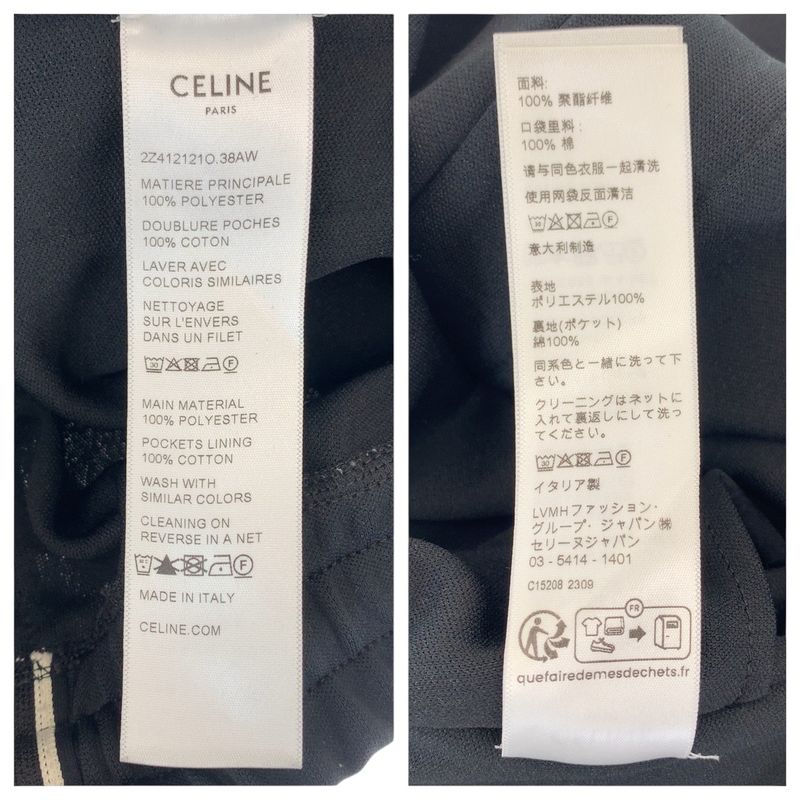 CELINE
PARIS
2Z412121O.38AW
MATIERE PRINCIPALE
100% POLYESTER
DOUBLURE POCHES
100% COTON
LAVER AVEC
COLORIS SIMILAIRES
NETTOYAGE
SUR L'ENVERS
DANS UN FILET
MAIN MATERIAL
100% POLYESTER
POCKETS LINING
100% COTTON
WASH WITH
SIMILAR COLORS
CLEANING ON
REVERSE IN A NET
MADE IN ITALY
CELINE.COM
面料:
100% 聚酯纤维
口袋里料:
100% 棉
请与同色衣服一起清洗
使用网袋反面清洁
意大利制造
表地
ポリエステル100%
裏地(ポケット)
綿100%
同系色と一緒に洗って下
さい。
クリーニングはネットに
入れて裏返しにして洗っ
てください。
イタリア製
LVMHファッション・
グループ・ジャパン㈱
セリーヌジャパン
03 - 5414 - 1401
C15208 2309
FR
quefairedemesdechets.fr